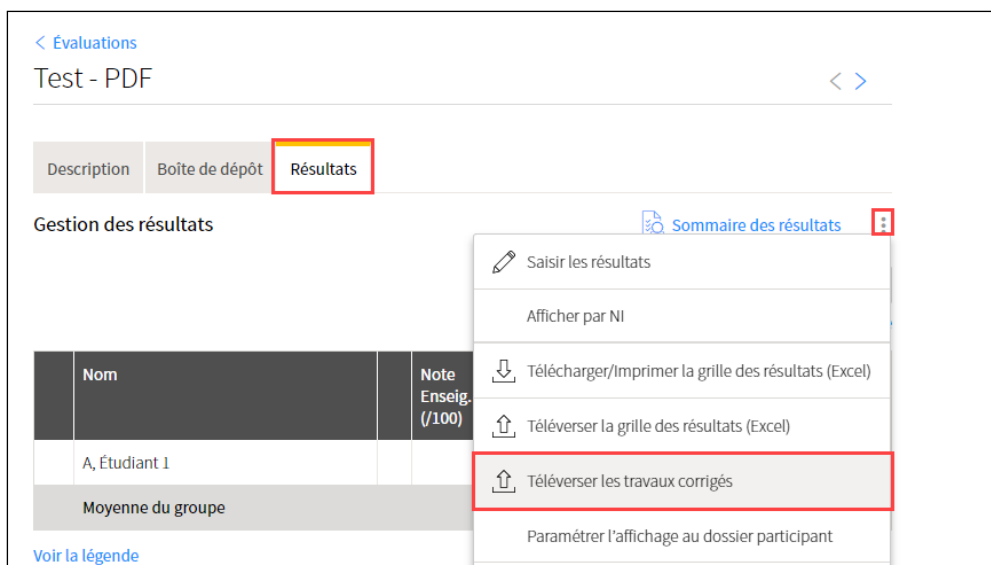 < Évaluations
Test - PDF
< >
Description Boîte de dépôt Résultats
Gestion des résultats Sommaire des résultats
Saisir les résultats
Afficher par NI
Nom
Note
Enseig.
(/100)
Télécharger/Imprimer la grille des résultats (Excel)
Téléverser la grille des résultats (Excel)
A, Étudiant 1
Téléverser les travaux corrigés
Moyenne du groupe
Paramétrer l'affichage au dossier participant
Voir la légende